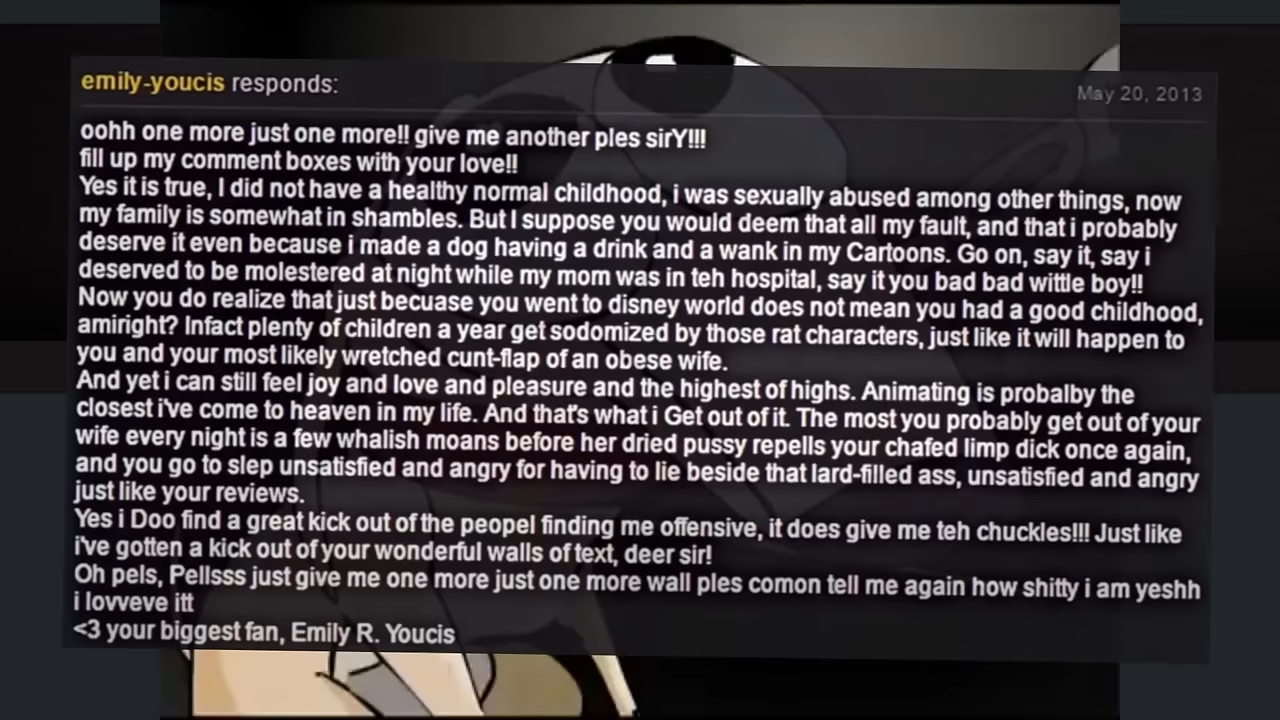 emily-youcis responds:
May 20, 2013
oohh one more just one more!! give me another ples sirY!!!
fill up my comment boxes with your love!!
Yes it is true, I did not have a healthy normal childhood, i was sexually abused among other things, now
my family is somewhat in shambles. But I suppose you would deem that all my fault, and that i probably
deserve it even because i made a dog having a drink and a wank in my Cartoons. Go on, say it, say i
deserved to be molestered at night while my mom was in teh hospital, say it you bad bad wittle boy!!
Now you do realize that just becuase you went to disney world does not mean you had a good childhood,
amiright? Infact plenty of children a year get sodomized by those rat characters, just like it will happen to
you and your most likely wretched cunt-flap of an obese wife.
And yet i can still feel joy and love and pleasure and the highest of highs. Animating is probalby the
closest i've come to heaven in my life. And that's what i Get out of it. The most you probably get out of your
wife every night is a few whalish moans before her dried pussy repells your chafed limp dick once again,
and you go to slep unsatisfied and angry for having to lie beside that lard-filled ass, unsatisfied and angry
just like your reviews.
Yes i Doo find a great kick out of the peopel finding me offensive, it does give me teh chuckles!!! Just like
i've gotten a kick out of your wonderful walls of text, deer sir!
Oh pels, Pellsss just give me one more just one more wall ples comon tell me again how shitty i am yeshh
i lovveve itt
<3 your biggest fan, Emily R. Youcis